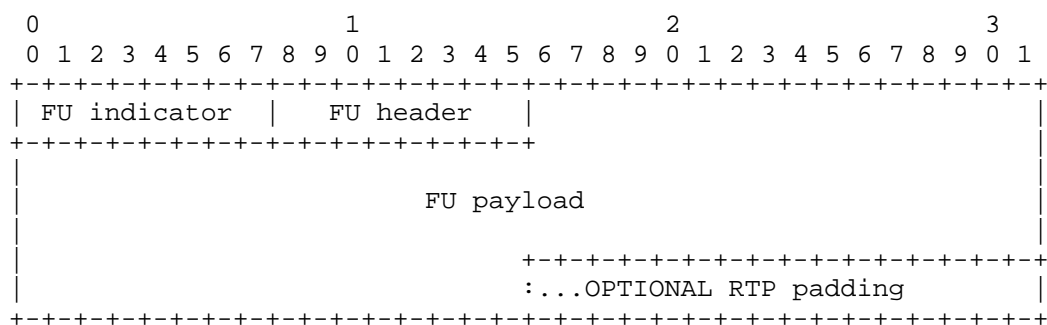 0                   1                   2                   3
 0 1 2 3 4 5 6 7 8 9 0 1 2 3 4 5 6 7 8 9 0 1 2 3 4 5 6 7 8 9 0 1
+-+-+-+-+-+-+-+-+-+-+-+-+-+-+-+-+-+-+-+-+-+-+-+-+-+-+-+-+-+-+-+-+
| FU indicator  |   FU header   |                               |
+-+-+-+-+-+-+-+-+-+-+-+-+-+-+-+-+                               |
|                                                               |
|                         FU payload                            |
|                                                               |
|                               +-+-+-+-+-+-+-+-+-+-+-+-+-+-+-+-+
|                               :...OPTIONAL RTP padding        |
+-+-+-+-+-+-+-+-+-+-+-+-+-+-+-+-+-+-+-+-+-+-+-+-+-+-+-+-+-+-+-+-+